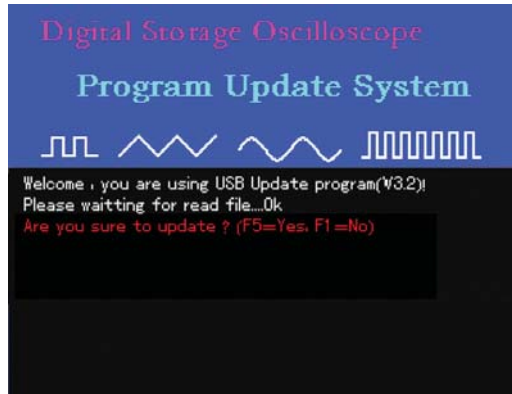 Digital Storage Oscilloscope
Program Update System
Welcome , you are using USB Update program(V3.2)!
Please waitting for read file....Ok
Are you sure to update ? (F5=Yes, F1=No)